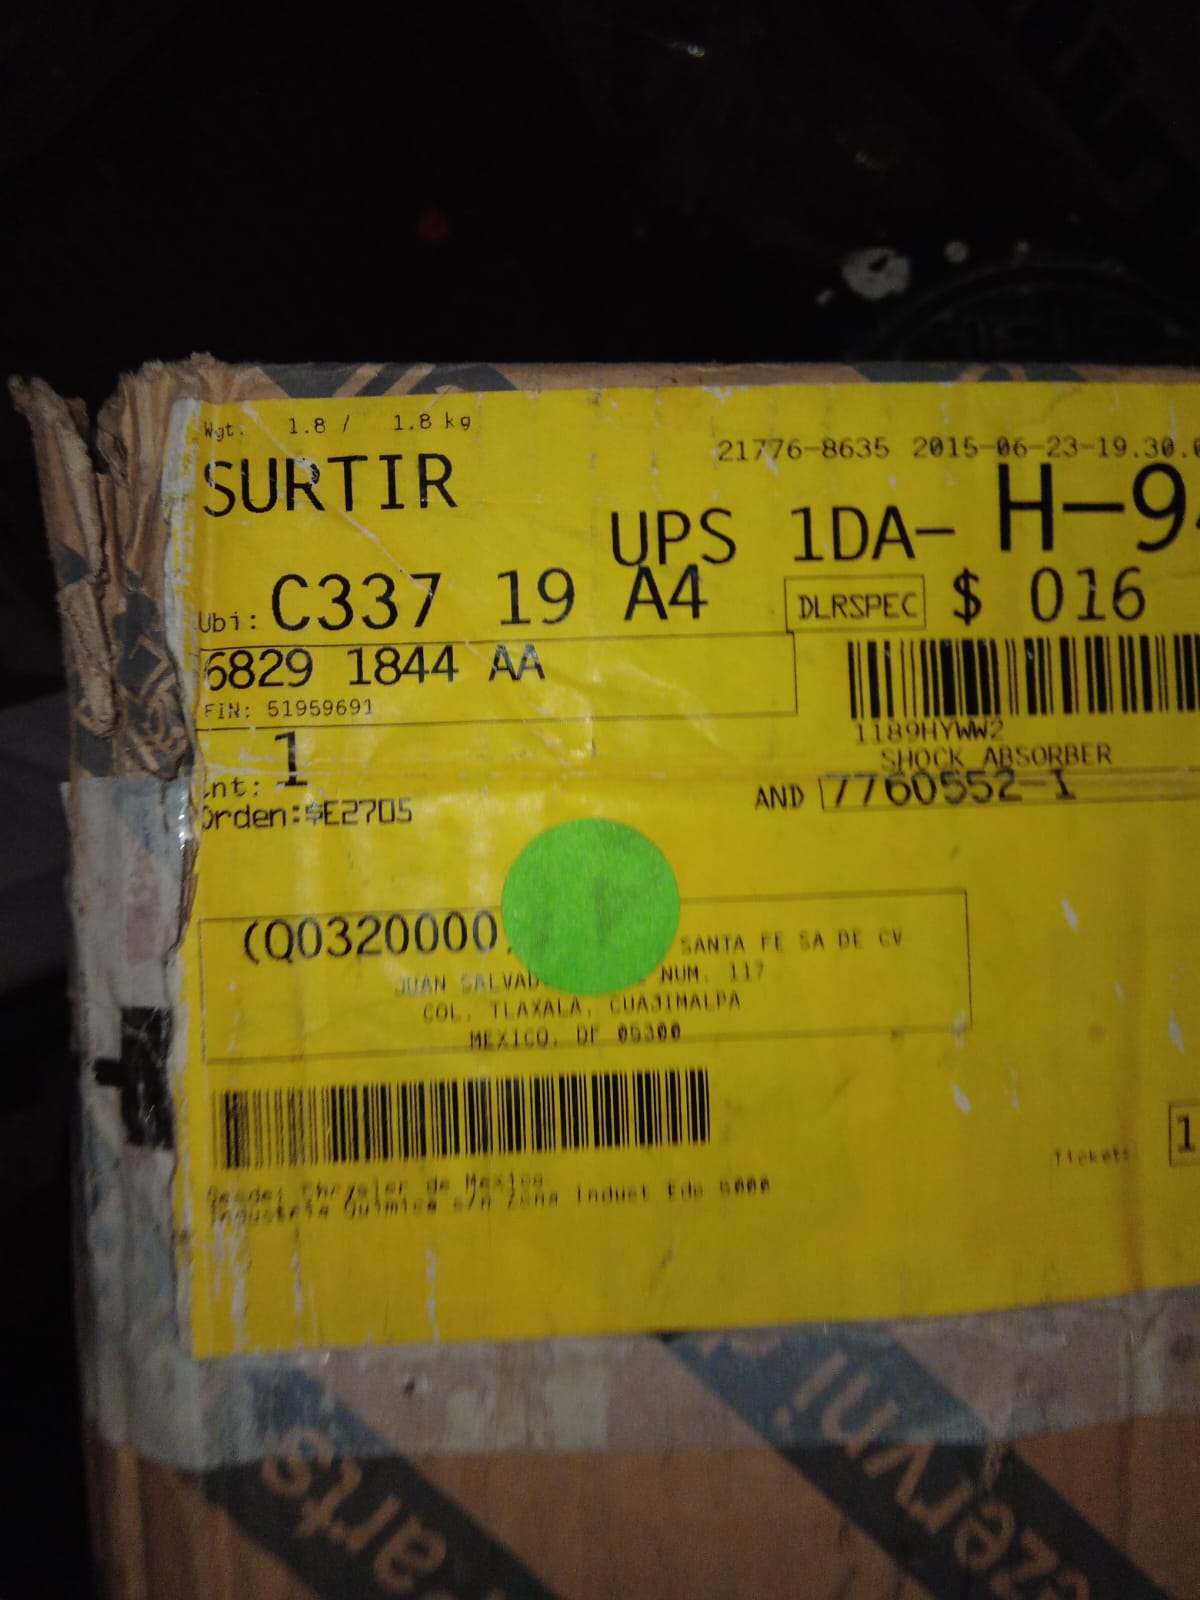 Wgt. 1.8 / 1.8 kg
21776-8635 2015-06-23-19.30.
SURTIR
UPS 1DA- H-9
Ubi: C337 19 A4
DLRSPEC $ 016
6829 1844 AA
FIN: 51959691
1189HYWW2
SHOCK ABSORBER
1
Orden:$E2705
AND 7760552-I
(Q0320000
SANTA FE SA DE CV
JUAN SALVAD NUM. 117
COL. TLAXALA, CUAJIMALPA
MEXICO, DF 05300
Desde: Chrysler de Mexico
Industria Quimica s/n Zona Indust Edo 5000
Tickets 1